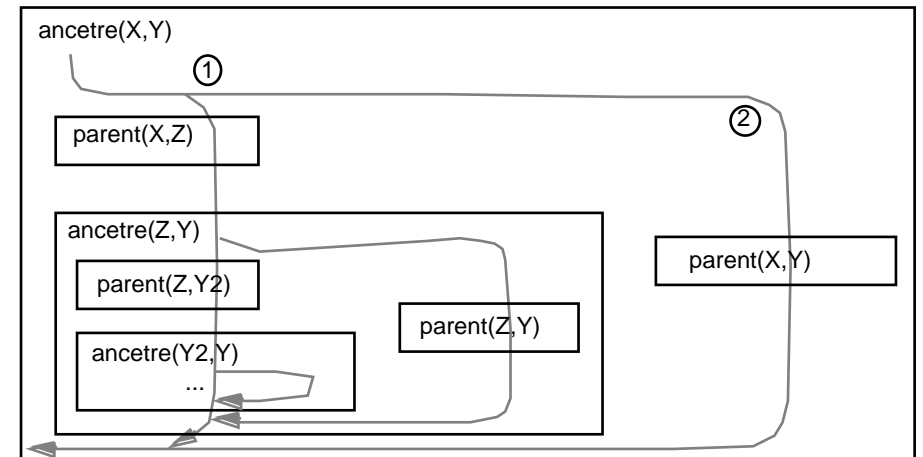 ancetre(X,Y)
1
2
parent(X,Z)
ancetre(Z,Y)
parent(X,Y)
parent(Z,Y2)
parent(Z,Y)
ancetre(Y2,Y)
...